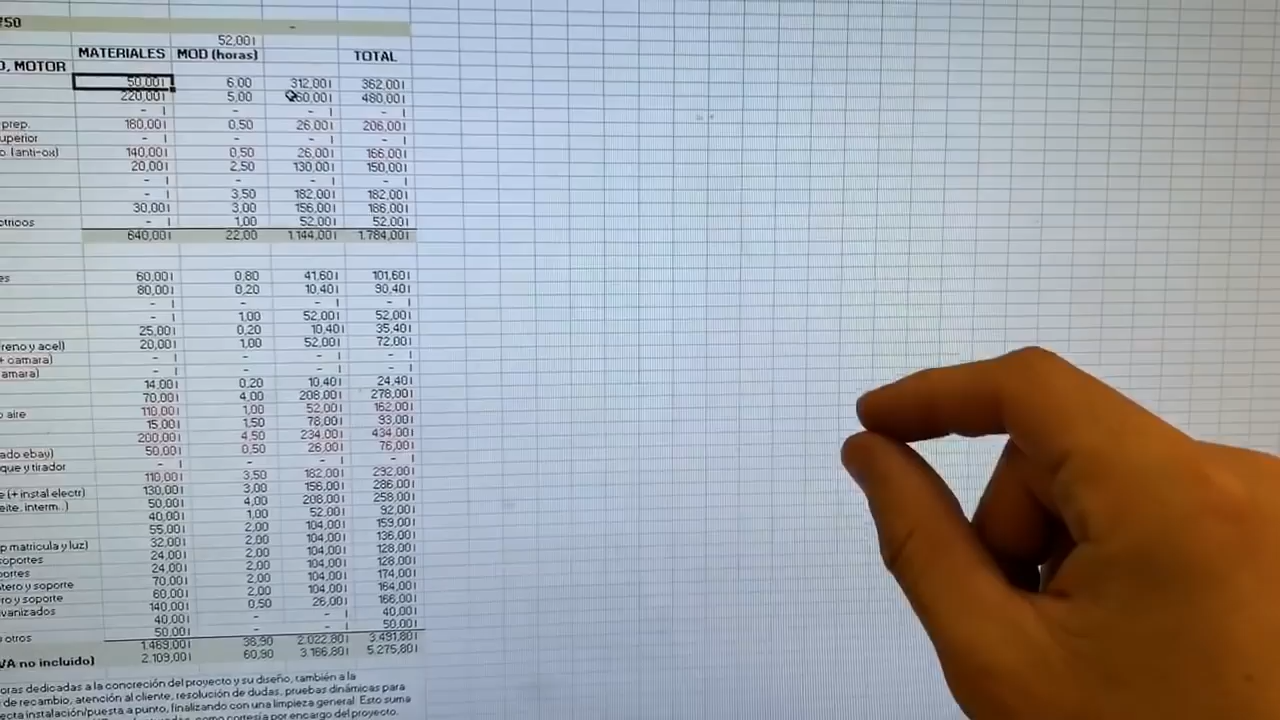 750 -
52,00 l
MATERIALES MOD (horas) TOTAL
O, MOTOR
50,00 l 6,00 312,00 l 362,00 l
220,00 l 5,00 260,00 l 480,00 l
- l - - l - l
prep. 180,00 l 0,50 26,00 l 206,00 l
uperior - l - - l - l
o. (anti-ox) 140,00 l 0,50 26,00 l 166,00 l
20,00 l 2,50 130,00 l 150,00 l
- l - - l - l
- l 3,50 182,00 l 182,00 l
30,00 l 3,00 156,00 l 186,00 l
ctricos - l 1,00 52,00 l 52,00 l
640,00 l 22,00 1.144,00 l 1.784,00 l
es 60,00 l 0,80 41,60 l 101,60 l
80,00 l 0,20 10,40 l 90,40 l
- l - - l - l
- l 1,00 52,00 l 52,00 l
25,00 l 0,20 10,40 l 35,40 l
reno y acel) 20,00 l 1,00 52,00 l 72,00 l
+ camara) - l - - l - l
amara) - l - - l - l
14,00 l 0,20 10,40 l 24,40 l
70,00 l 4,00 208,00 l 278,00 l
o aire 110,00 l 1,00 52,00 l 162,00 l
15,00 l 1,50 78,00 l 93,00 l
200,00 l 4,50 234,00 l 434,00 l
ado ebay) 50,00 l 0,50 26,00 l 76,00 l
que y tirador - l - - l - l
110,00 l 3,50 182,00 l 292,00 l
e (+ instal electr) 130,00 l 3,00 156,00 l 286,00 l
eite, interm..) 50,00 l 4,00 208,00 l 258,00 l
40,00 l 1,00 52,00 l 92,00 l
55,00 l 2,00 104,00 l 159,00 l
p matricula y luz) 32,00 l 2,00 104,00 l 136,00 l
oportes 24,00 l 2,00 104,00 l 128,00 l
ortes 24,00 l 2,00 104,00 l 128,00 l
ntero y soporte 70,00 l 2,00 104,00 l 174,00 l
ro y soporte 60,00 l 2,00 104,00 l 164,00 l
vanizados 140,00 l 0,50 26,00 l 166,00 l
40,00 l - - l 40,00 l
y otros 50,00 l - - l 50,00 l
1.469,00 l 38,90 2.022,80 l 3.491,80 l
VA no incluido) 2.109,00 l 60,90 3.166,80 l 5.275,80 l
oras dedicadas a la concreción del proyecto y su diseño, también a la
de recambio, atención al cliente, resolución de dudas, pruebas dinámicas para
ecta instalación/puesta a punto, finalizando con una limpieza general. Esto suma
como cortesía por encargo del proyecto.